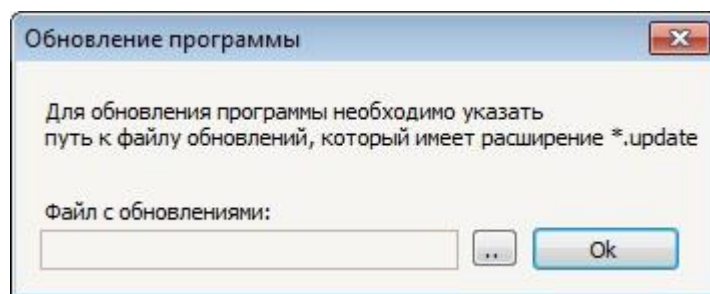 Обновление программы
Для обновления программы необходимо указать
путь к файлу обновлений, который имеет расширение *.update
Файл с обновлениями:
.. Ok